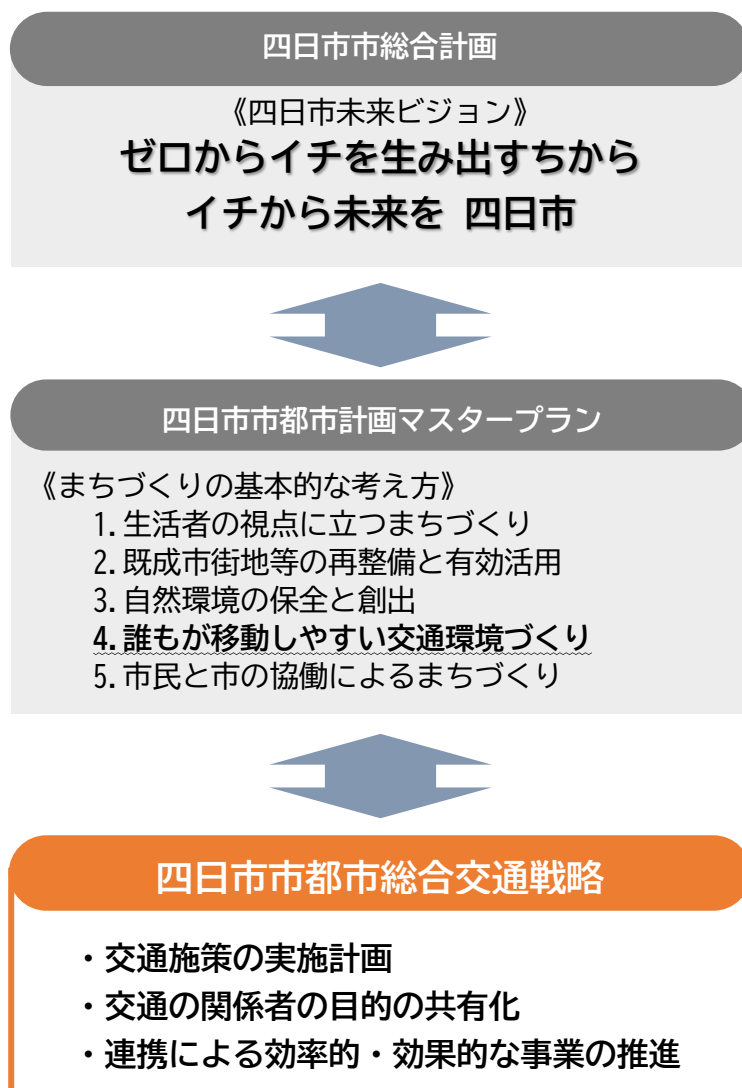 四日市市総合計画
《四日市未来ビジョン》
ゼロからイチを生み出すちから
イチから未来を 四日市
四日市市都市計画マスタープラン
《まちづくりの基本的な考え方》
1.生活者の視点に立つまちづくり
2.既成市街地等の再整備と有効活用
3.自然環境の保全と創出
4.誰もが移動しやすい交通環境づくり
5.市民と市の協働によるまちづくり
四日市市都市総合交通戦略
・交通施策の実施計画
・交通の関係者の目的の共有化
・連携による効率的・効果的な事業の推進